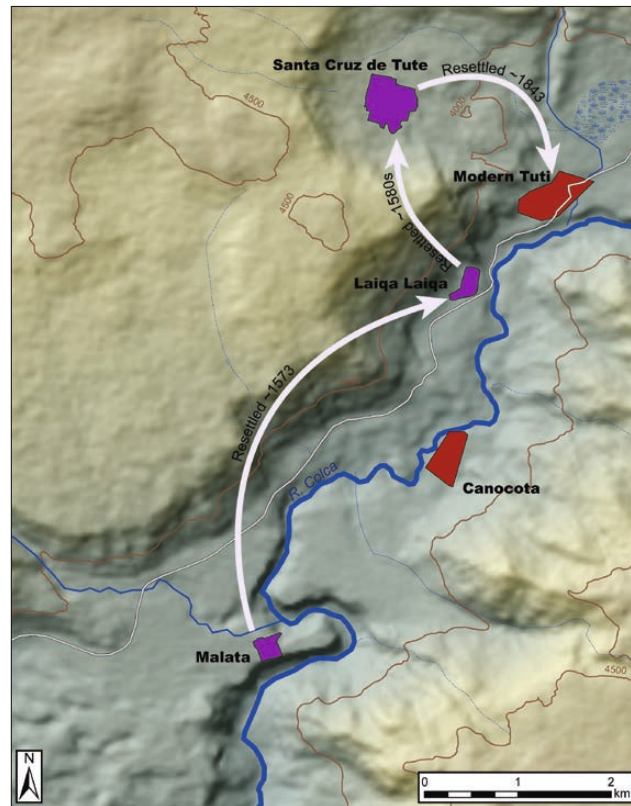 Santa Cruz de Tute
Resettled ~1843
4500
4000
Modern Tuti
4500
Resettled ~1580s
Laiqa Laiqa
Resettled ~1573
R. Colca
Canocota
Malata
4500
N
0 1 2
km